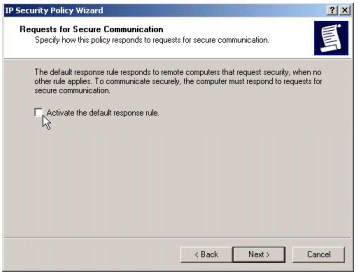 IP Security Policy Wizard
Requests for Secure Communication
Specify how this policy responds to requests for secure communication.
The default response rule responds to remote computers that request security, when no
other rule applies. To communicate securely, the computer must respond to requests for
secure communication.
Activate the default response rule.
< Back Next > Cancel